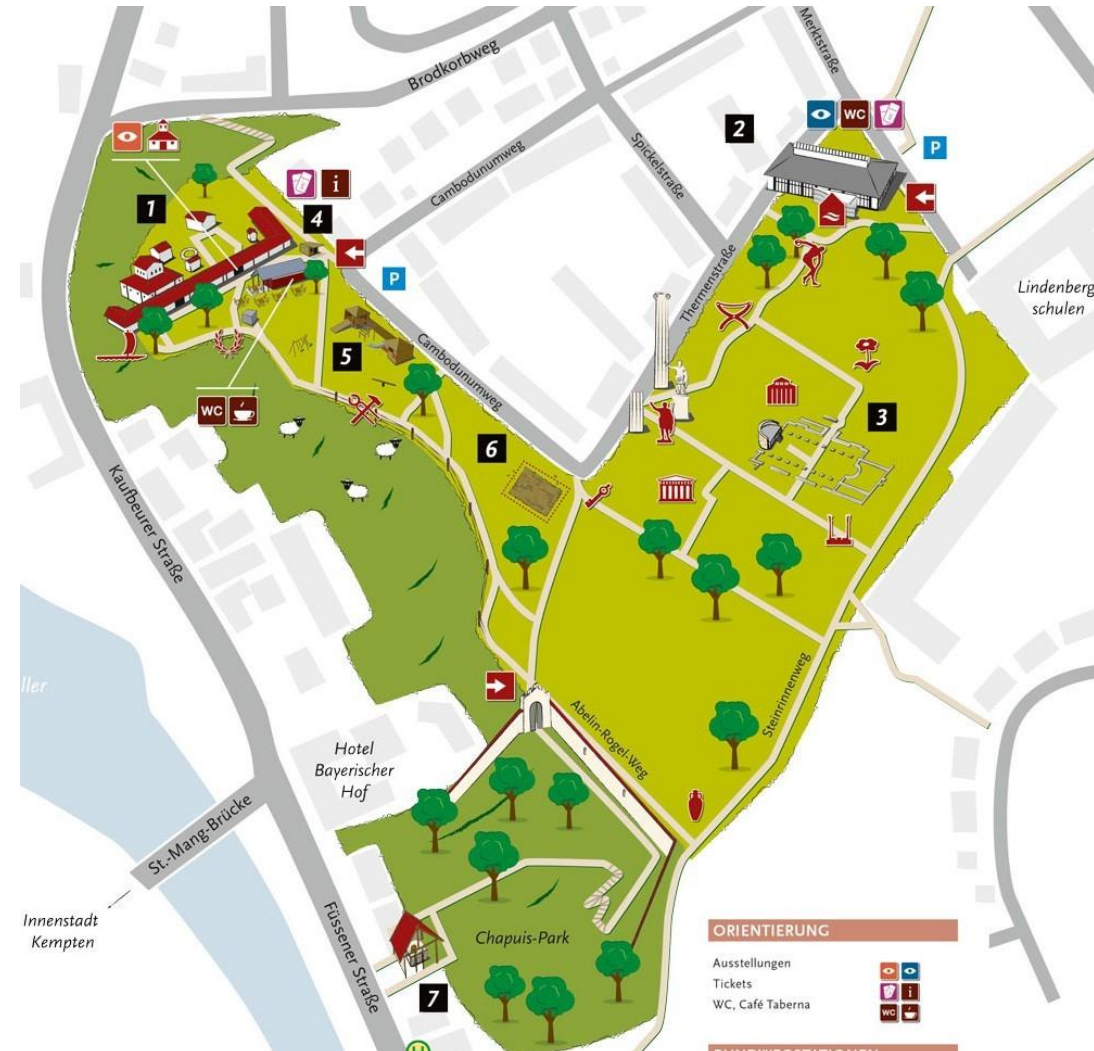 Brodkorbweg
Merktstraße
2
WC
P
Spickelstraße
Cambodunumweg
1
i
4
P
Thermenstraße
Lindenberg
schulen
5
Cambodunumweg
WC
3
6
Kaufbeurer Straße
Steinrinnenweg
ller
Abelin-Rogel-Weg
Hotel
Bayerischer
Hof
St.-Mang-Brücke
Innenstadt
Kempten
Füssener Straße
Chapuis-Park
7
H
ORIENTIERUNG
Ausstellungen
Tickets
i
WC, Café Taberna
WC